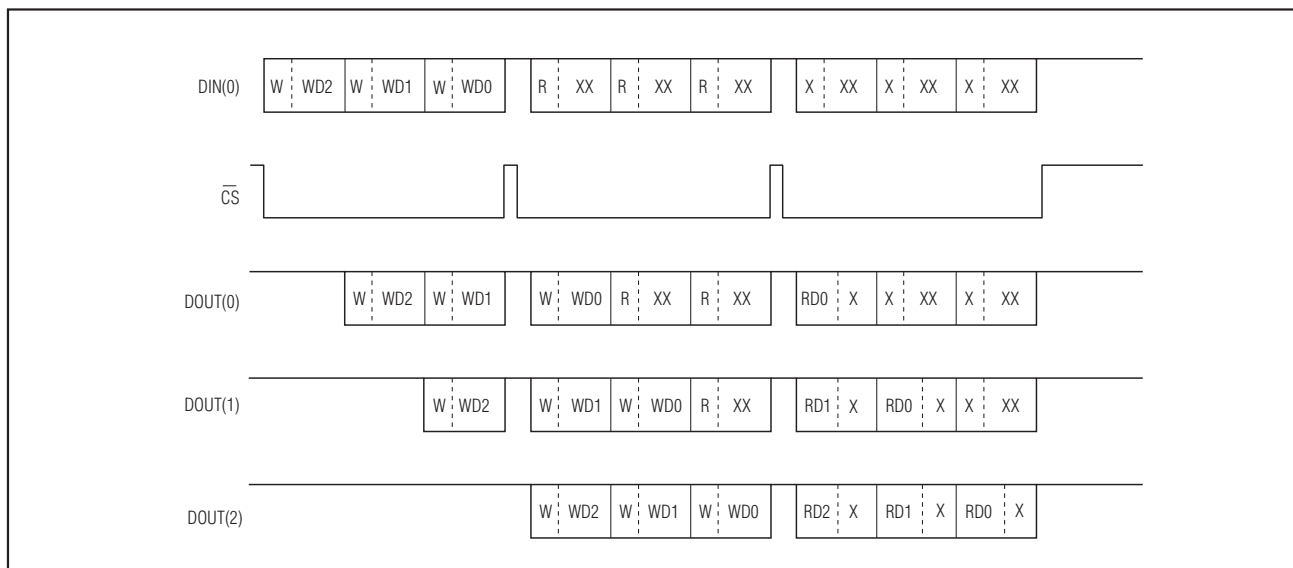 DIN(0) W WD2 W WD1 W WD0 R XX R XX R XX X XX X XX X XX
CS
DOUT(0) W WD2 W WD1 W WD0 R XX R XX RD0 X X XX X XX
DOUT(1) W WD2 W WD1 W WD0 R XX RD1 X RD0 X X XX
DOUT(2) W WD2 W WD1 W WD0 RD2 X RD1 X RD0 X